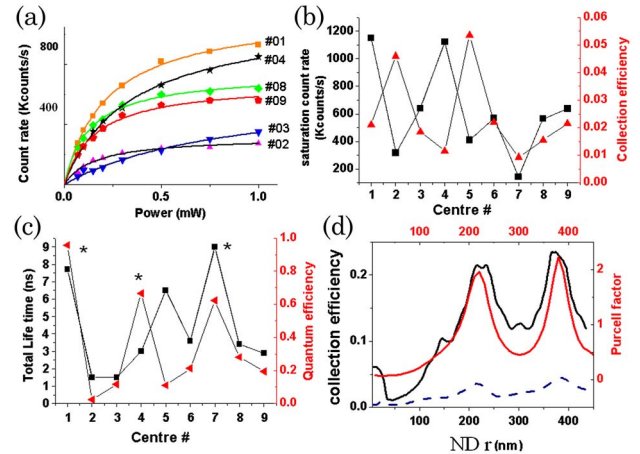 (a)
Count rate (Kcounts/s)
800
400
0.0
0.5
1.0
Power (mW)
#01
#04
#08
#09
#03
#02
(b)
saturation count rate
(Kcounts/s)
1200
1000
800
600
400
200
1 2 3 4 5 6 7 8 9
Centre #
0.06
0.05
0.04
0.03
0.02
0.01
0.00
Collection efficiency
(c)
Total Life time (ns)
9
8
7
6
5
4
3
2
1
0
* * *
1 2 3 4 5 6 7 8 9
Centre #
1.0
0.8
0.6
0.4
0.2
0.0
Quantum efficiency
(d)
100 200 300 400
collection efficiency
0.2
0.1
0.0
0 100 200 300 400
ND r (nm)
2
1
0
Purcell factor